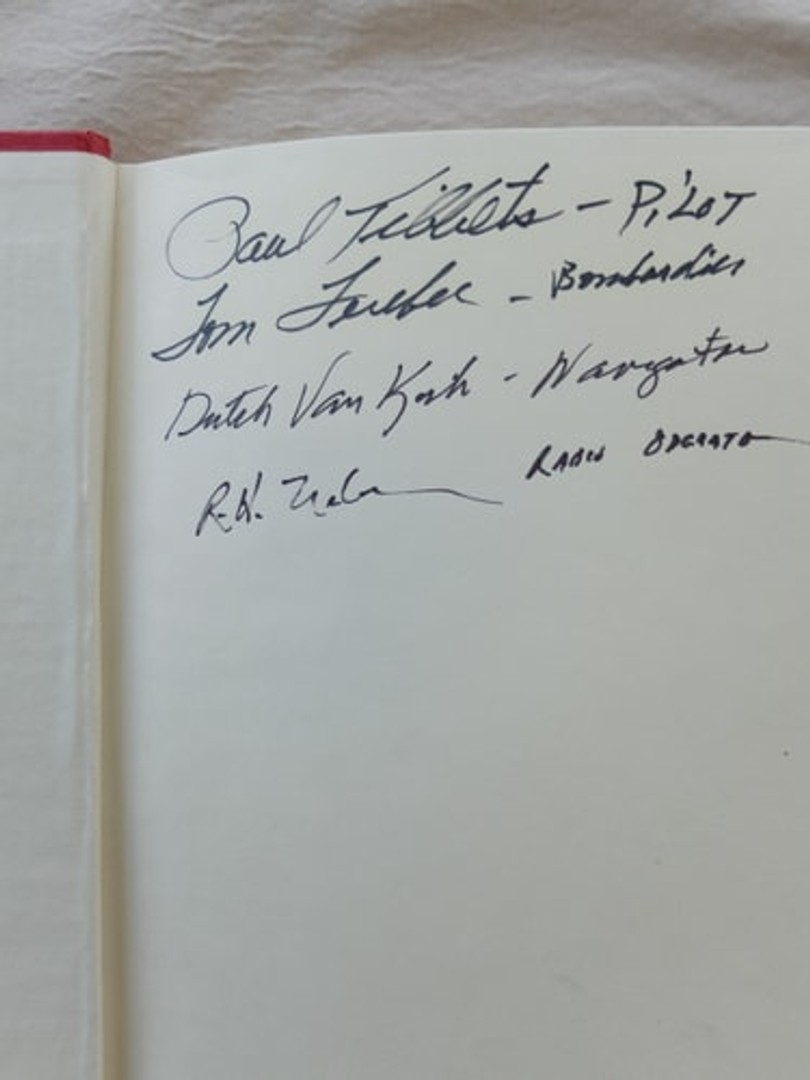 Paul Tibbets - PILOT
Tom Ferebee - Bombardier
Dutch Van Kirk - Navigator
R.H. Nelson RADIO OPERATOR